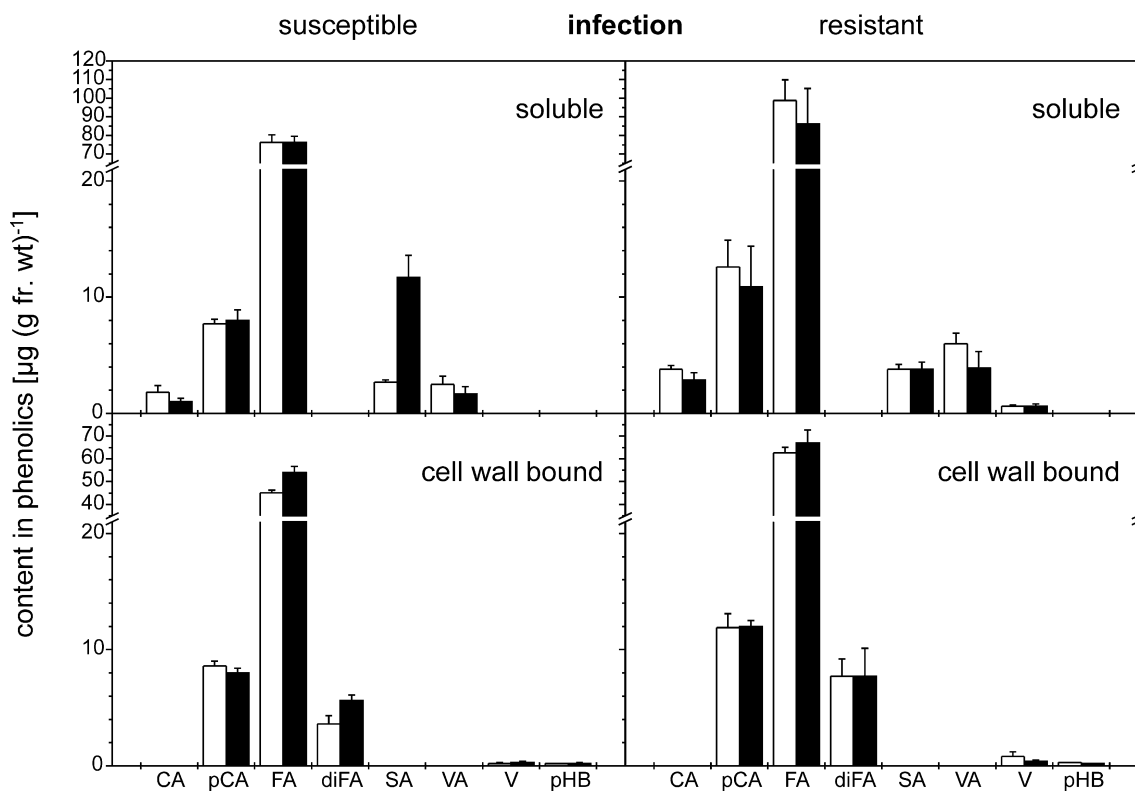 susceptible infection resistant
120
110
100
90
80
70
20
10
0
soluble
soluble
70
60
50
40
20
10
0
cell wall bound
cell wall bound
content in phenolics [µg (g fr. wt)-1]
CA pCA FA diFA SA VA V pHB CA pCA FA diFA SA VA V pHB